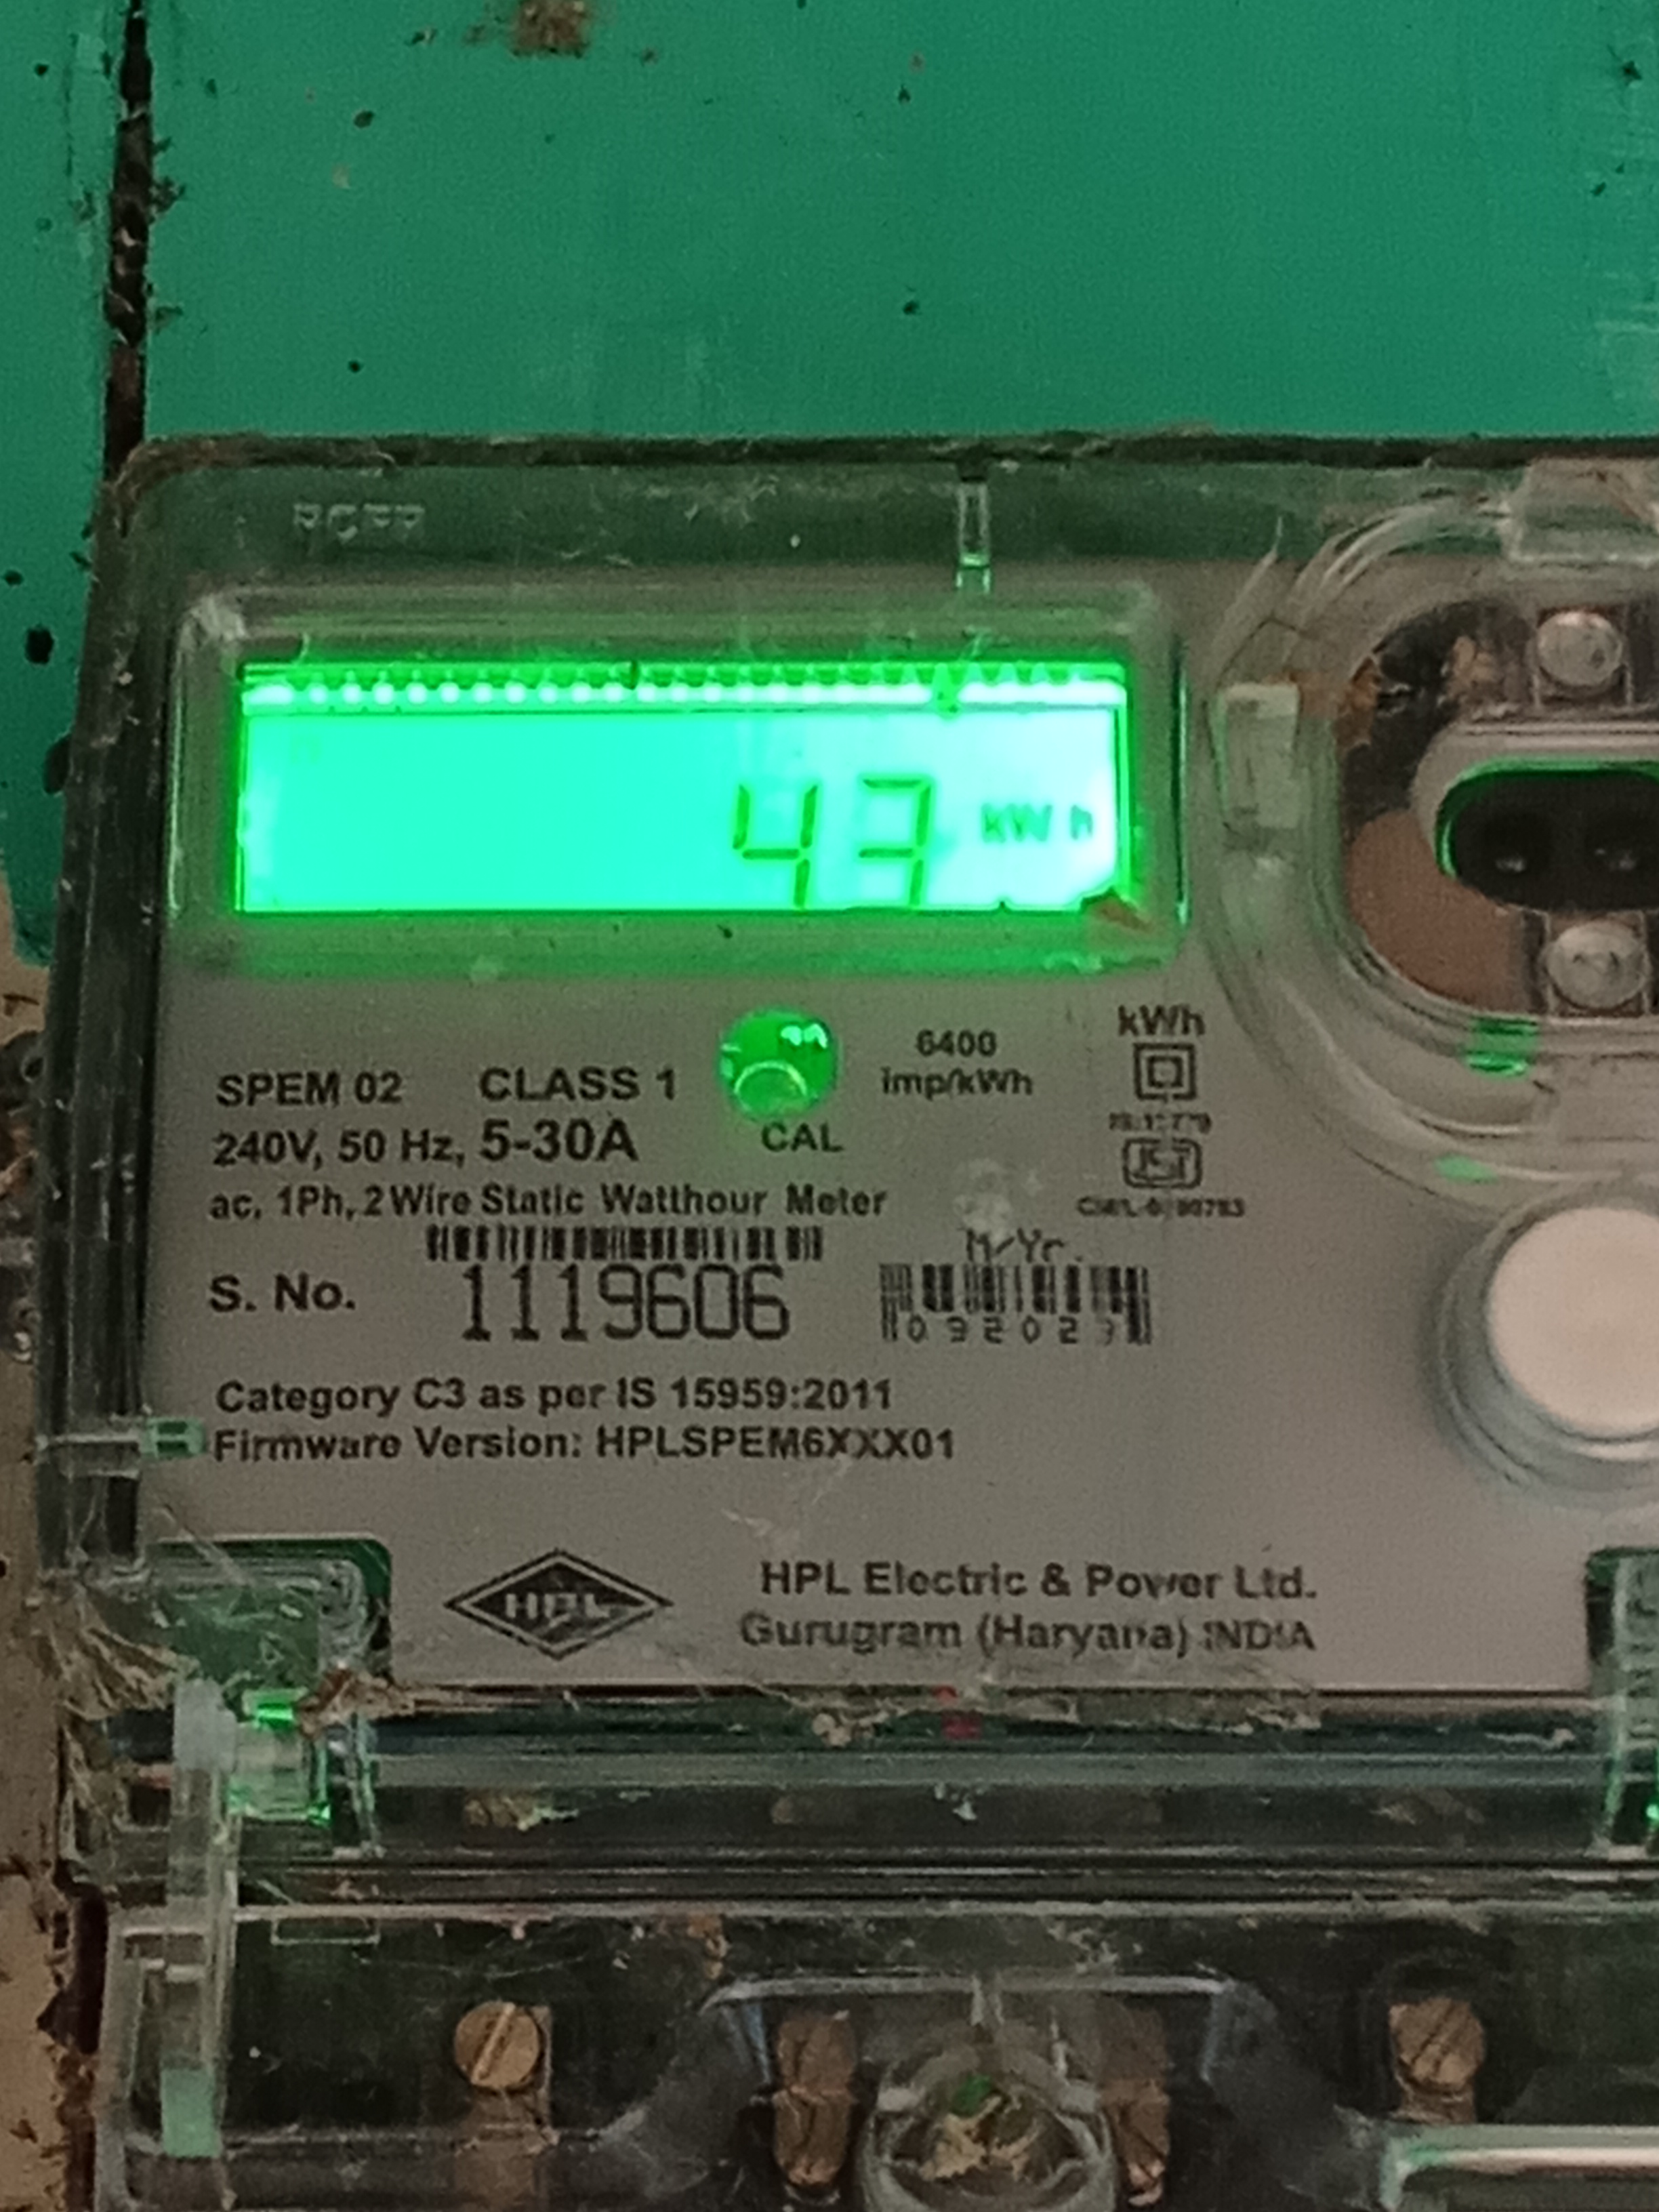 43 kWh
6400
imp/kWh
kWh
SPEM 02 CLASS 1
240V, 50 Hz, 5-30A
CAL
ac, 1Ph, 2 Wire Static Watthour Meter
M/Yr.
S. No. 1119606
092023
Category C3 as per IS 15959:2011
Firmware Version: HPLSPEM6XXX01
HPL
HPL Electric & Power Ltd.
Gurugram (Haryana) INDIA